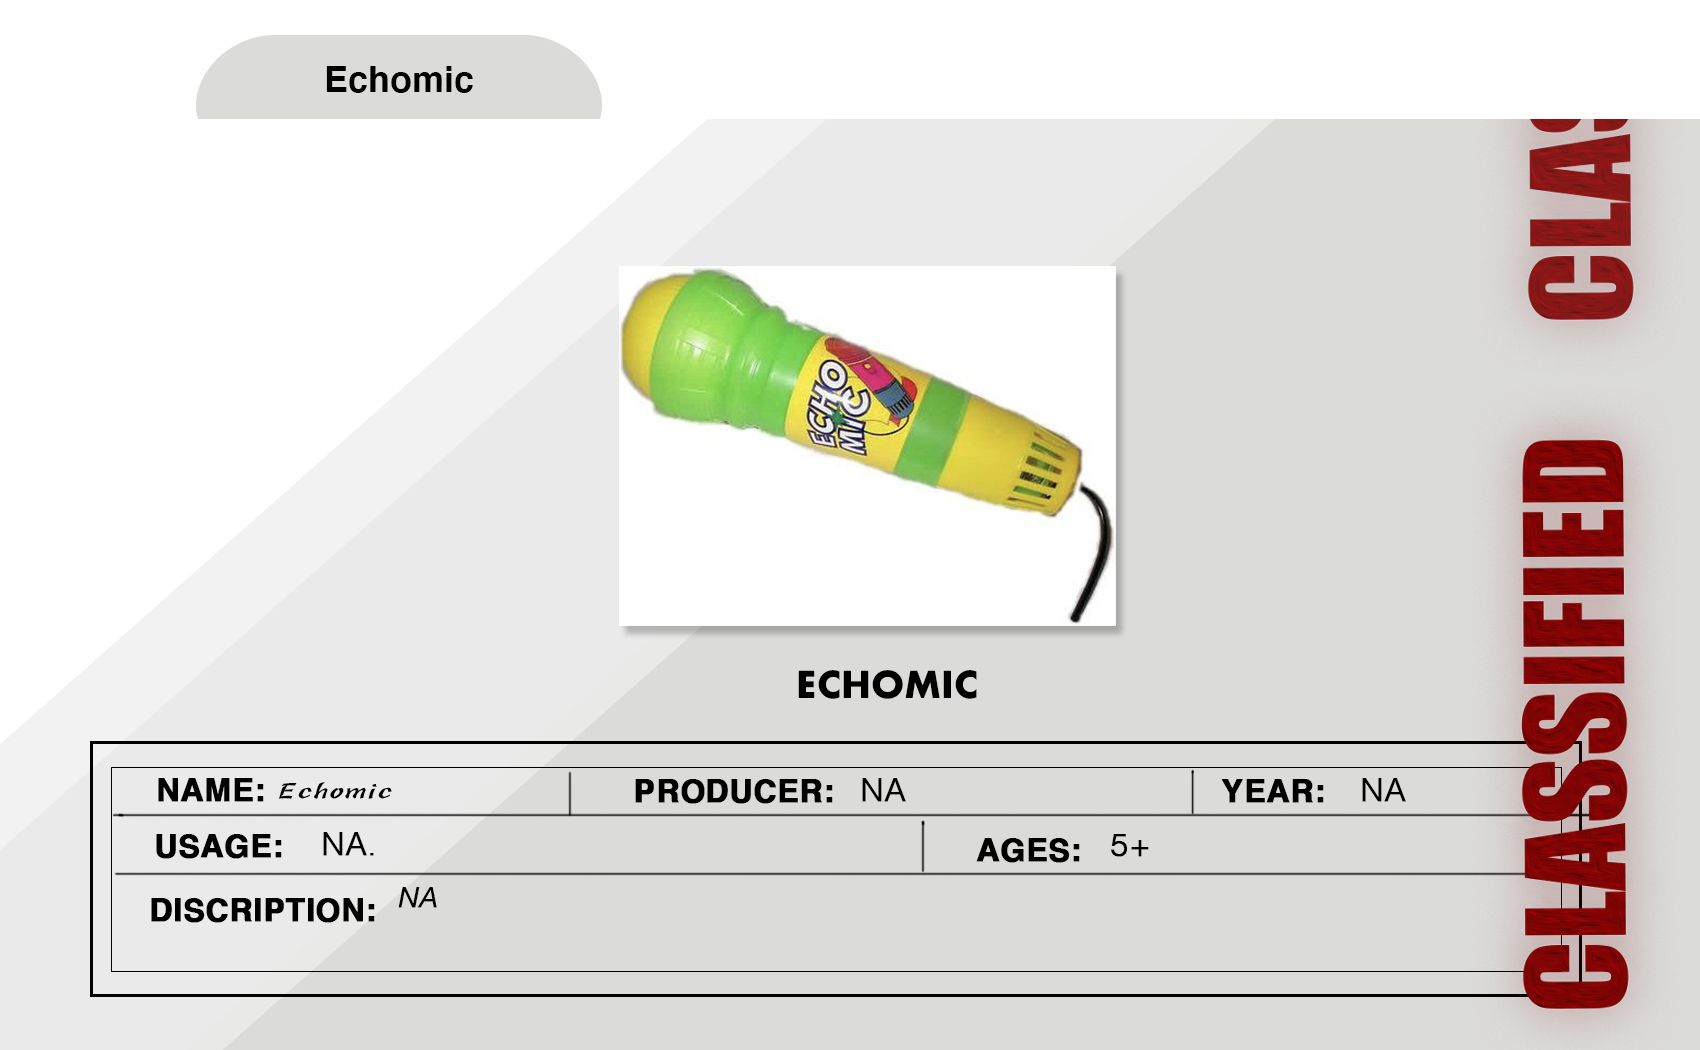 Echomic
CLAS
ECHO
MIC
ECHOMIC
NAME: Echomic PRODUCER: NA YEAR: NA
USAGE: NA. AGES: 5+
DISCRIPTION: NA
CLASSIFIED